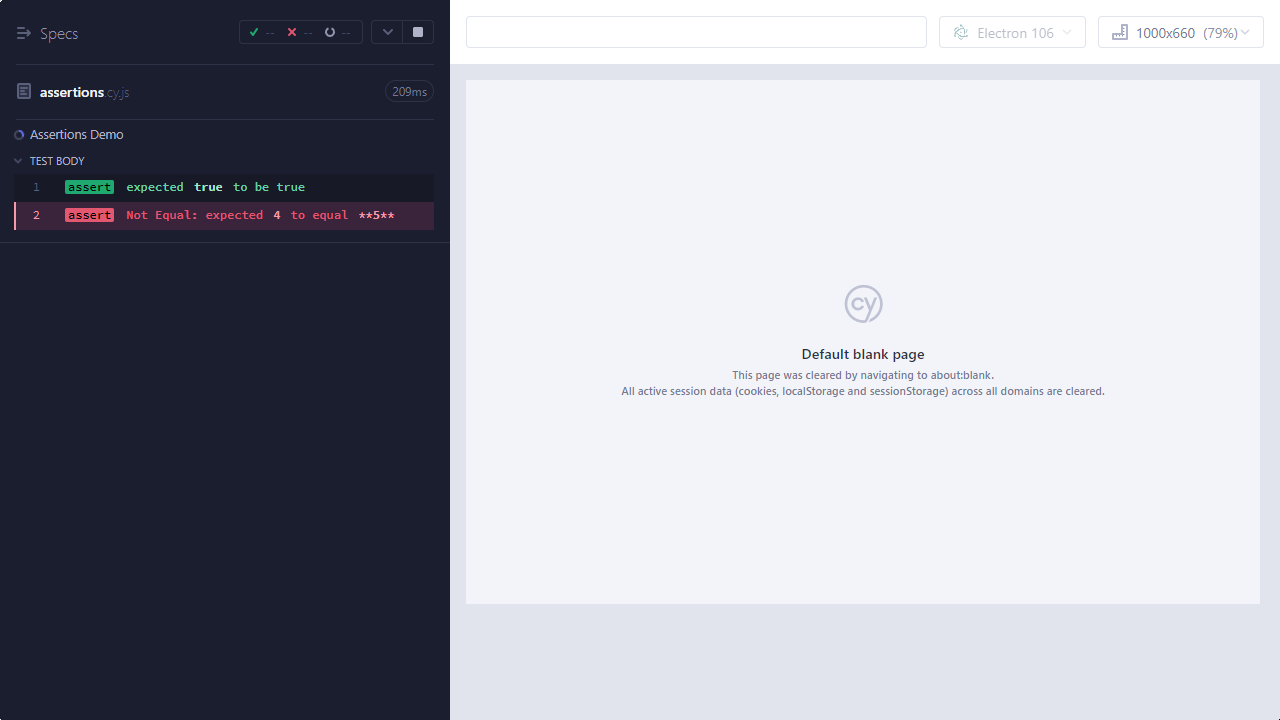 Specs
-- -- --
Electron 106
1000x660 (79%)
assertions.cy.js
209ms
Assertions Demo
TEST BODY
1 assert expected true to be true
2 assert Not Equal: expected 4 to equal **5**
cy
Default blank page
This page was cleared by navigating to about:blank.
All active session data (cookies, localStorage and sessionStorage) across all domains are cleared.